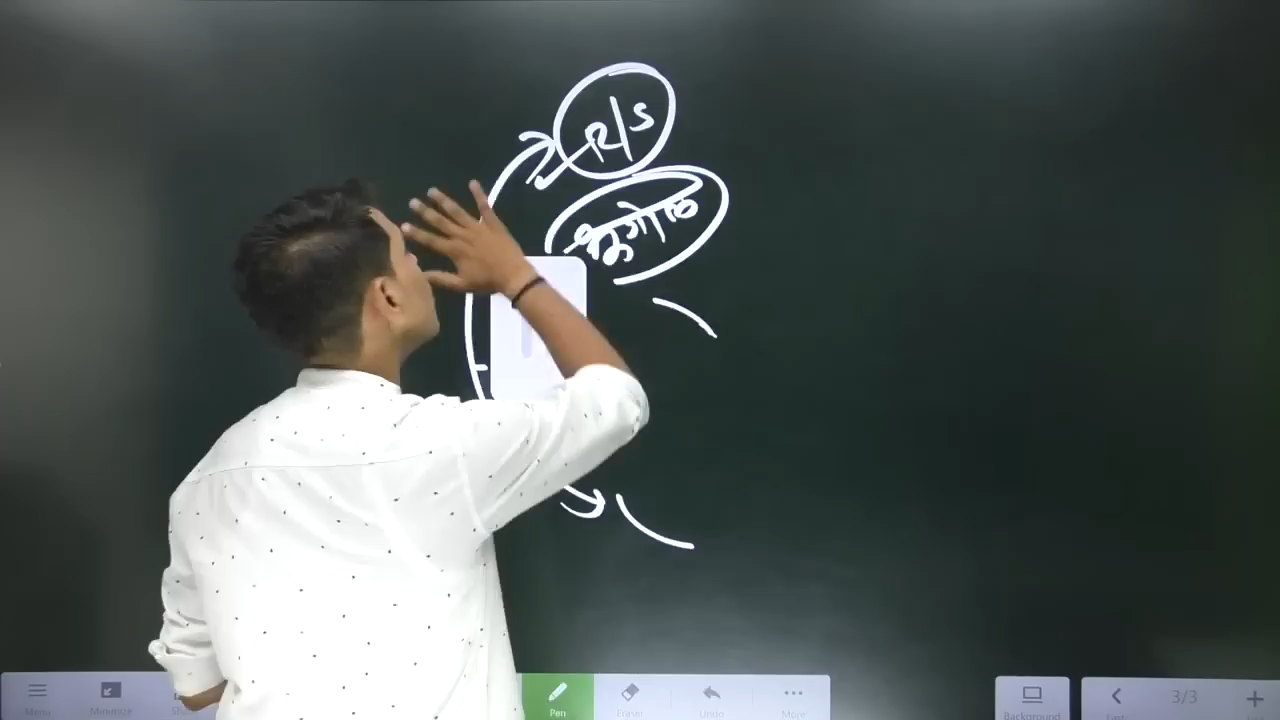 R/S
भूगोल
Menu
Minimize
Pen
Eraser
Undo
More
Background
3/3